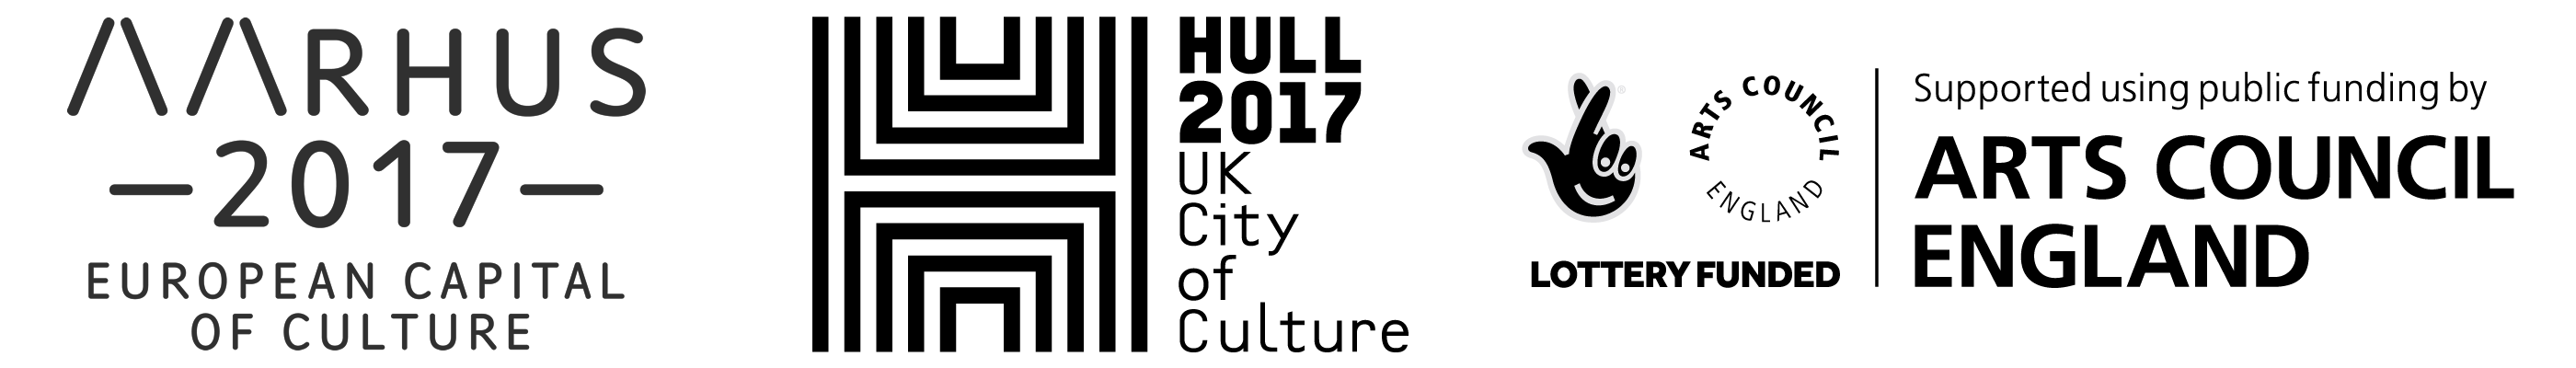 AARHUS
—2017—
EUROPEAN CAPITAL
OF CULTURE
HULL
2017
UK
City
of
Culture
ARTS COUNCIL
ENGLAND
LOTTERY FUNDED
Supported using public funding by
ARTS COUNCIL
ENGLAND